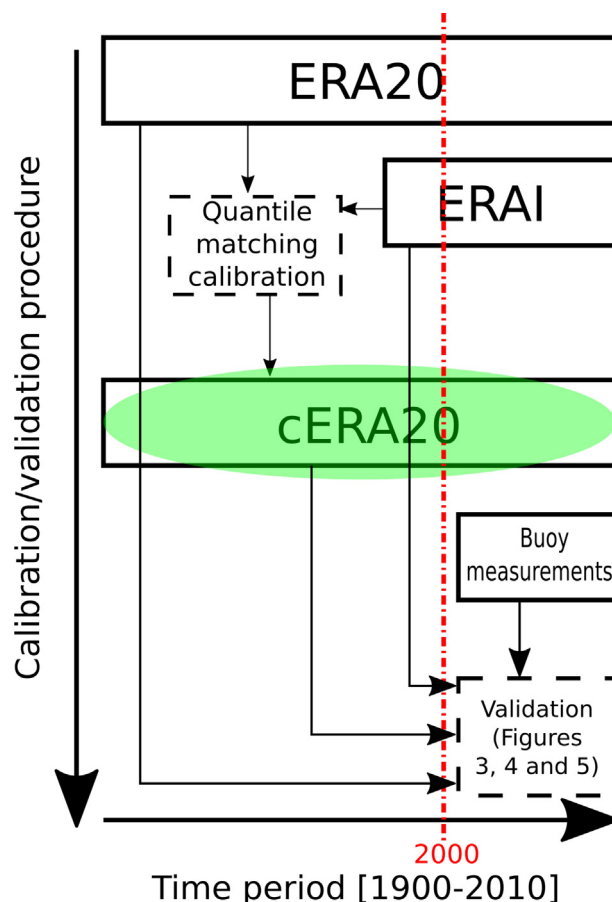 ERA20
ERAI
Quantile
matching
calibration
cERA20
Buoy
measurements
Validation
(Figures
3, 4 and 5)
Calibration/validation procedure
2000
Time period [1900-2010]